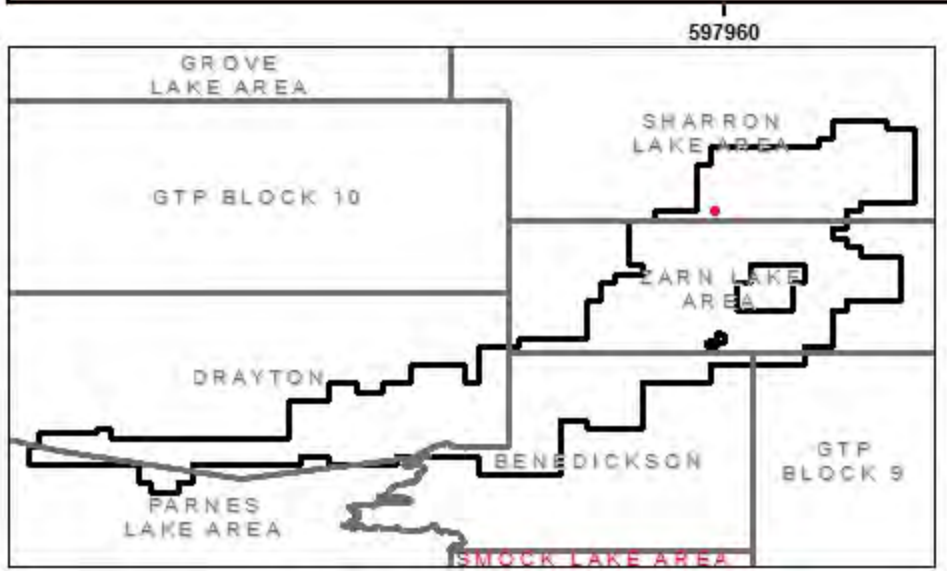 597960
GROVE
LAKE AREA
SHARRON
LAKE AREA
GTP BLOCK 10
ZARN LAKE
AREA
DRAYTON
BENEDICKSON
GTP
BLOCK 9
PARNES
LAKE AREA
SMOCK LAKE AREA